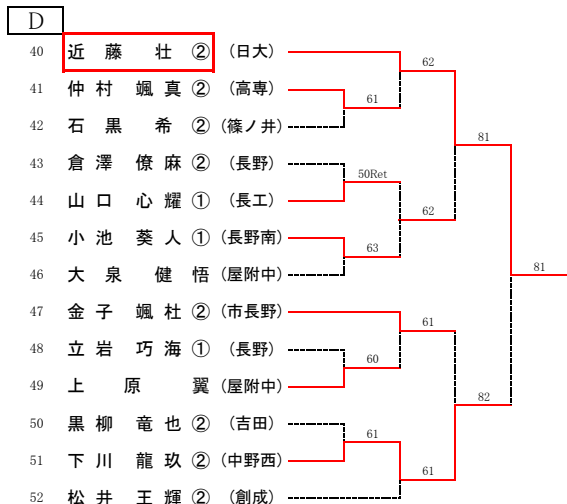 D
40 近藤 壮 ② (日大)
62
41 仲村 颯真 ② (高専)
61
42 石黒 希 ② (篠ノ井)
81
43 倉澤 僚麻 ② (長野)
50Ret
44 山口 心耀 ① (長工)
62
45 小池 葵人 ① (長野南)
63
46 大泉 健悟 (屋附中)
81
47 金子 颯杜 ② (市長野)
61
48 立岩 巧海 ① (長野)
60
49 上原 翼 (屋附中)
82
50 黒柳 竜也 ② (吉田)
61
51 下川 龍玖 ② (中野西)
61
52 松井 王輝 ② (創成)